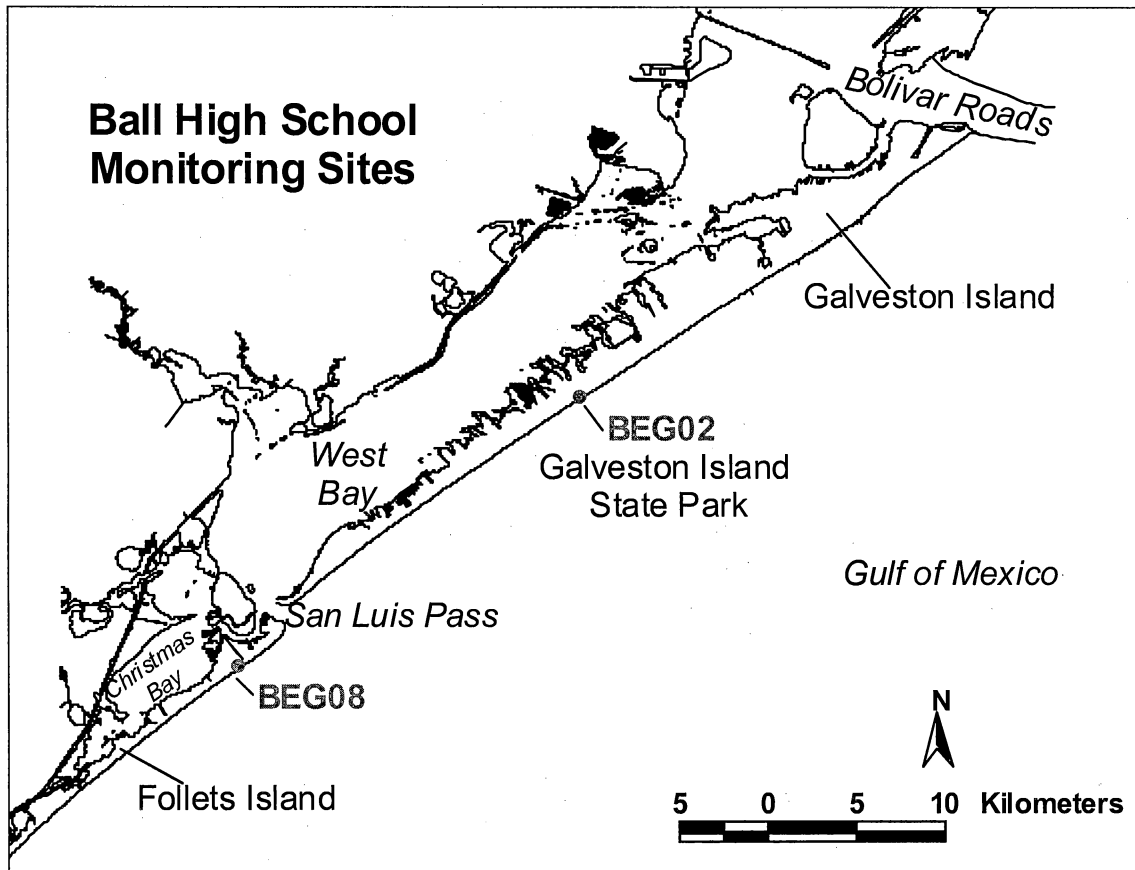 Ball High School
Monitoring Sites
Bolivar Roads
Galveston Island
BEG02
Galveston Island
State Park
West
Bay
Gulf of Mexico
San Luis Pass
Christmas
Bay
BEG08
Follets Island
N
5 0 5 10 Kilometers